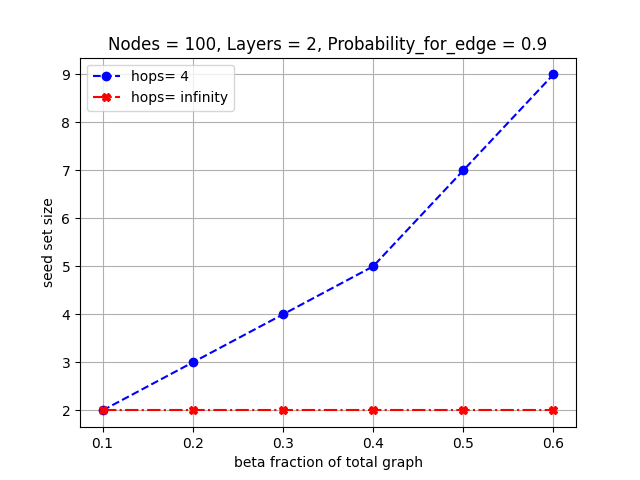 Nodes = 100, Layers = 2, Probability_for_edge = 0.9
hops= 4
hops= infinity
9
8
7
6
5
4
3
2
seed set size
0.1 0.2 0.3 0.4 0.5 0.6
beta fraction of total graph